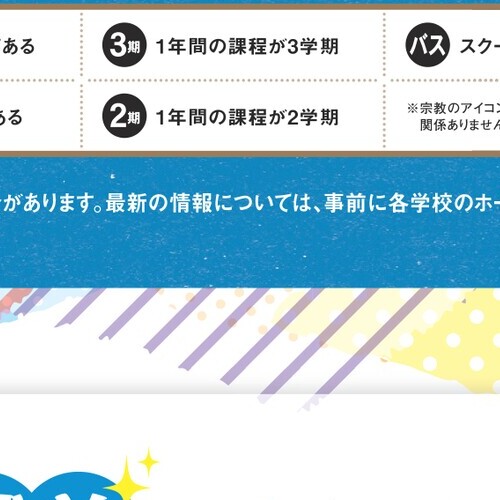 ある
3期 1年間の課程が3学期
バス スクー
ある
2期 1年間の課程が2学期
※宗教のアイコン
関係ありません
があります。最新の情報については、事前に各学校のホー